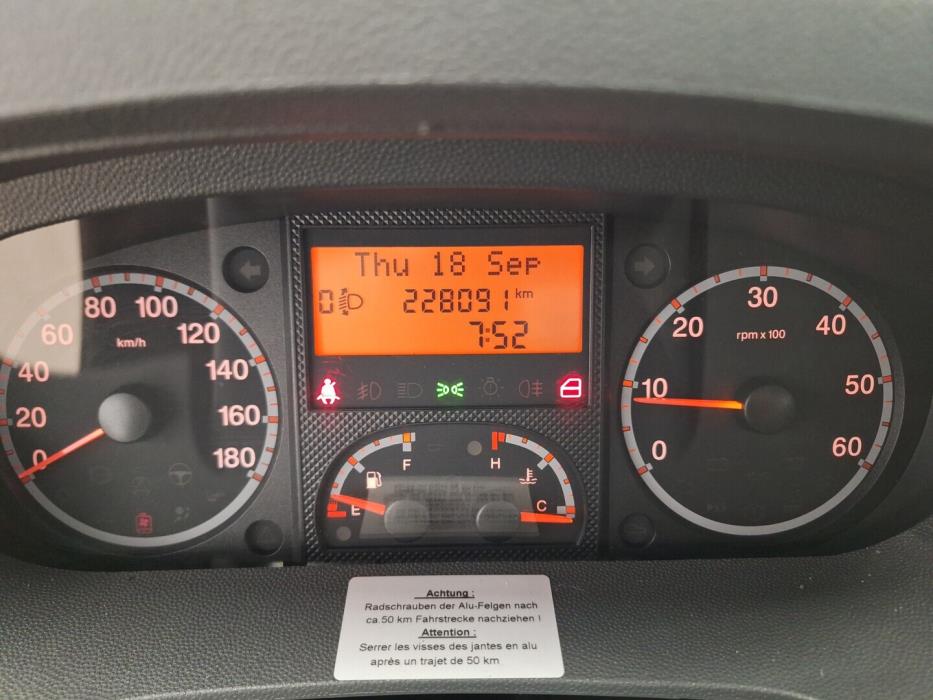 Thu 18 Sep
0 228091 km
7:52
0 20 40 60 80 100 120 140 160 180
km/h
0 10 20 30 40 50 60
rpm x 100
E F
H C
Achtung :
Radschrauben der Alu-Felgen nach
ca.50 km Fahrstrecke nachziehen !
Attention :
Serrer les visses des jantes en alu
après un trajet de 50 km